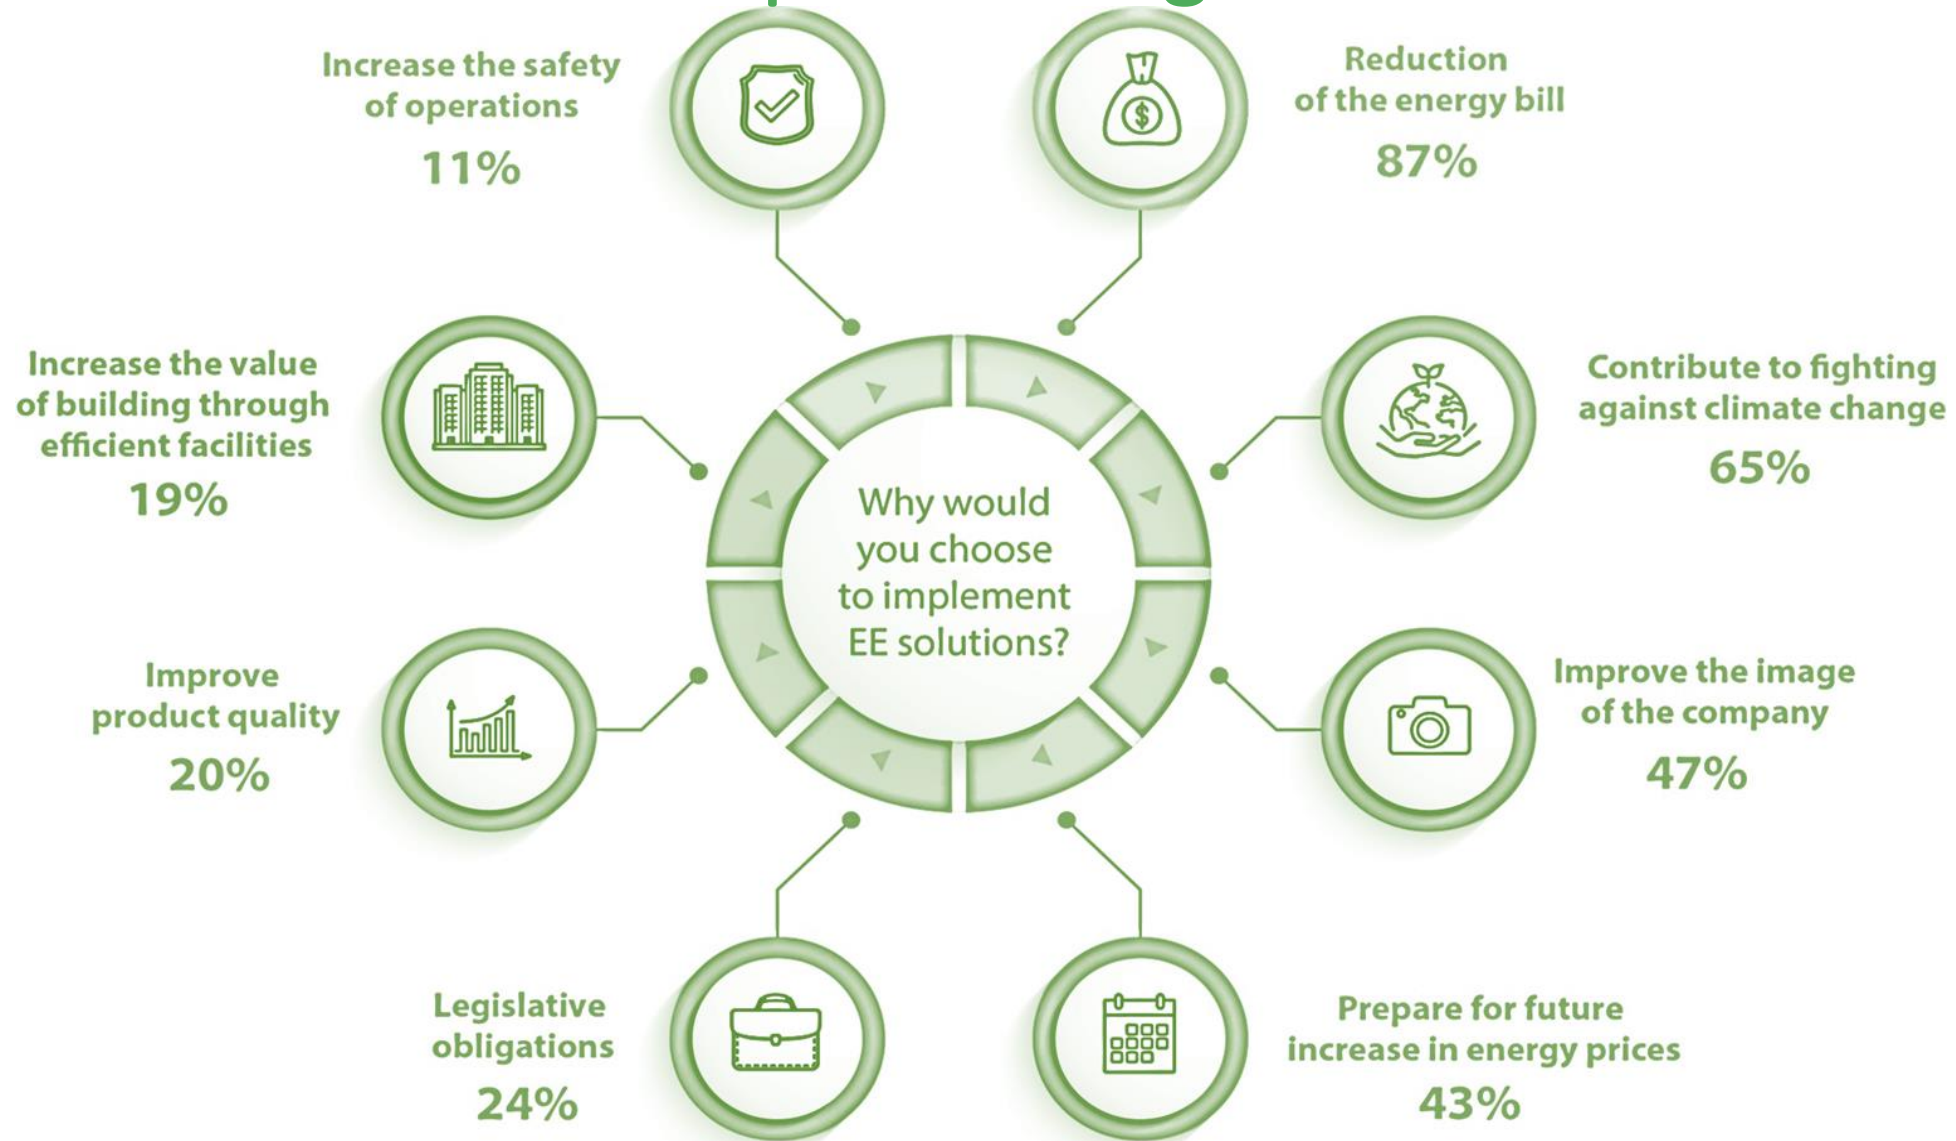 Increase the safety
of operations
11%
Reduction
of the energy bill
87%
Increase the value
of building through
efficient facilities
19%
Contribute to fighting
against climate change
65%
Why would
you choose
to implement
EE solutions?
Improve
product quality
20%
Improve the image
of the company
47%
Legislative
obligations
24%
Prepare for future
increase in energy prices
43%